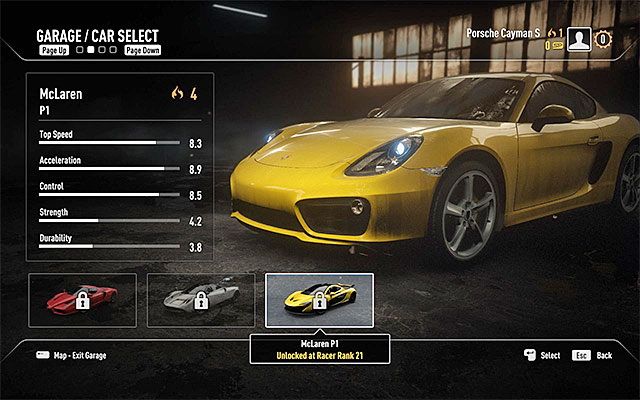 GARAGE / CAR SELECT
Page Up
Page Down
Porsche Cayman S
1
0
0
McLaren
4
P1
Top Speed
8.3
Acceleration
8.9
Control
8.5
Strength
4.2
Durability
3.8
McLaren P1
Unlocked at Racer Rank 21
Map - Exit Garage
Select
Esc Back